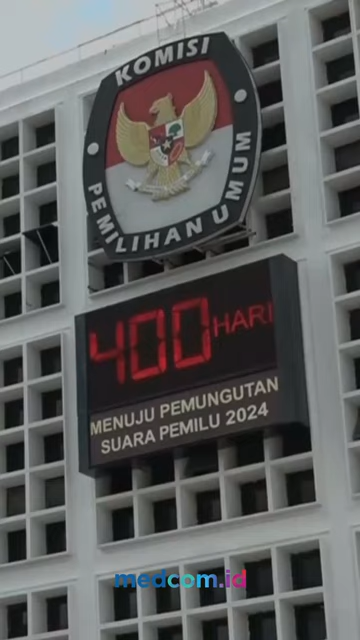 KOMISI
PEMILIHAN UMUM
400 HARI
MENUJU PEMUNGUTAN
SUARA PEMILU 2024
medcom.id